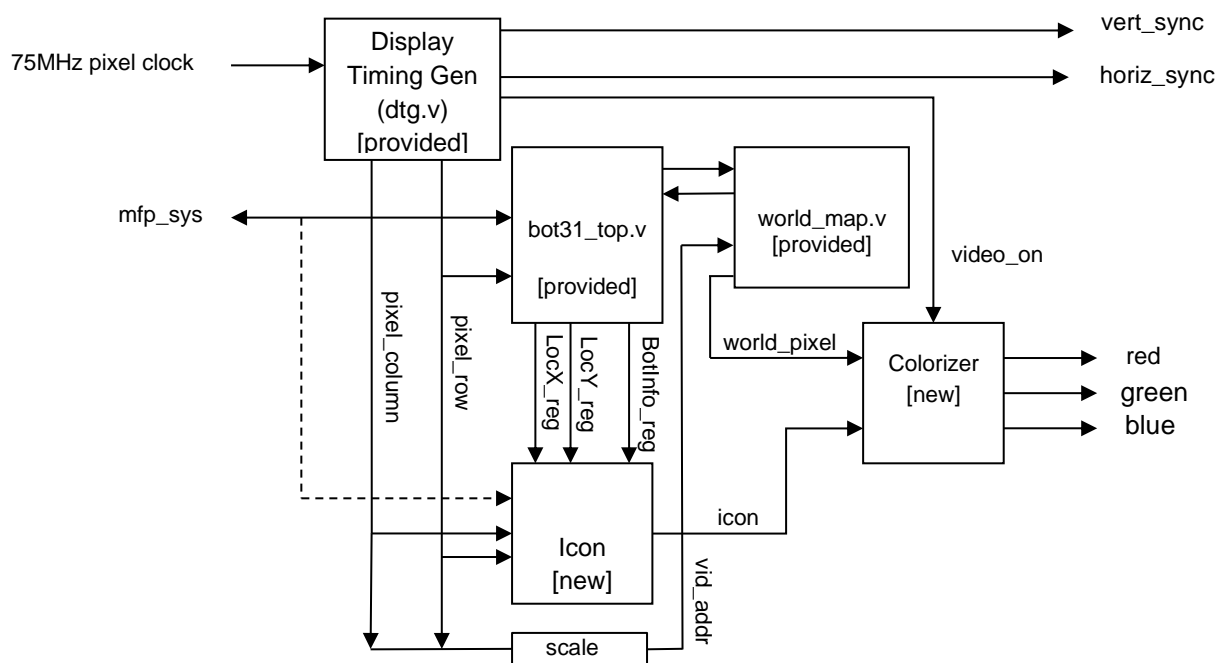 vert_sync
Display
Timing Gen
(dtg.v)
[provided]
75MHz pixel clock
horiz_sync
mfp_sys
bot31_top.v
[provided]
world_map.v
[provided]
video_on
pixel_column
pixel_row
LocX_reg
LocY_reg
BotInfo_reg
world_pixel
Colorizer
[new]
red
green
blue
icon
Icon
[new]
vid_addr
scale